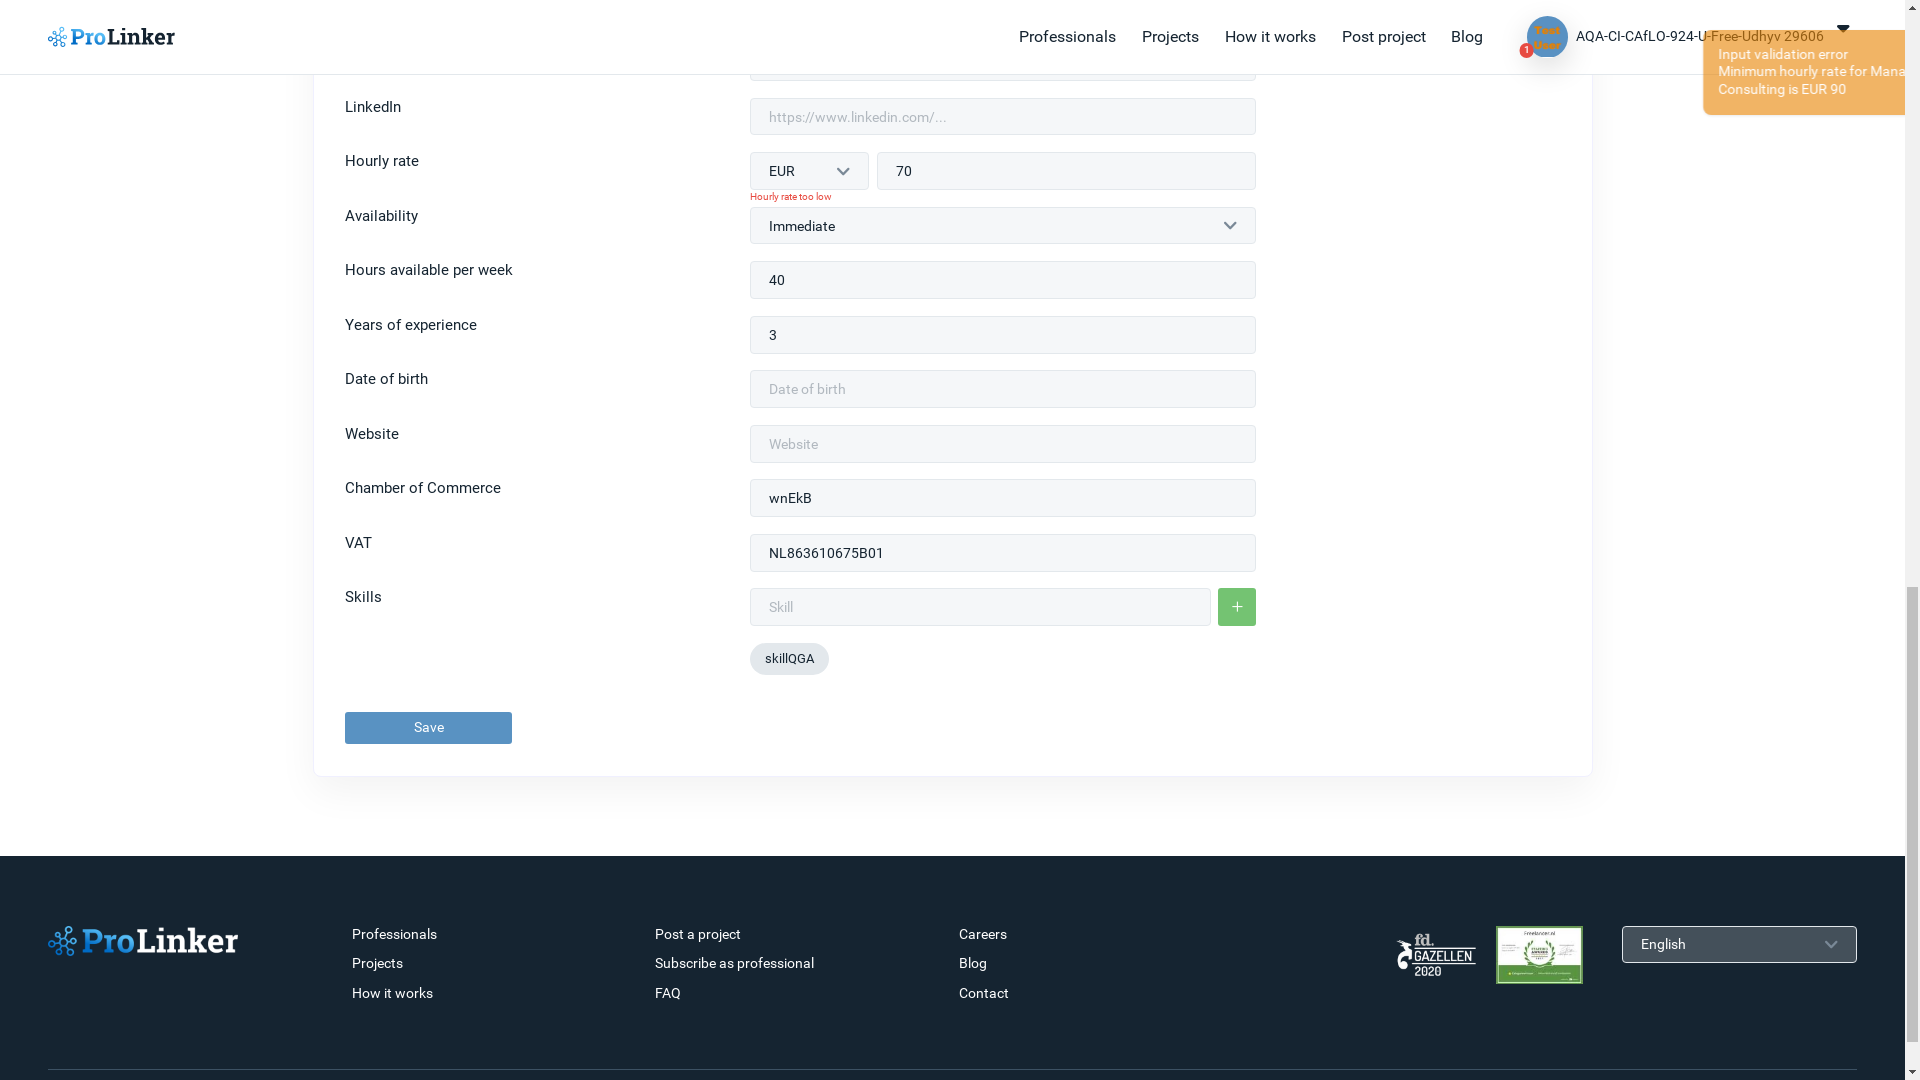 ProLinker
Professionals
Projects
How it works
Post project
Blog
Test
User
1
AQA-CI-CAfLO-924-U-Free-Udhyv 29606
Input validation error
Minimum hourly rate for Mana
Consulting is EUR 90
LinkedIn
https://www.linkedin.com/...
Hourly rate
EUR
70
Hourly rate too low
Availability
Immediate
Hours available per week
40
Years of experience
3
Date of birth
Date of birth
Website
Website
Chamber of Commerce
wnEkB
VAT
NL863610675B01
Skills
Skill
+
skillQGA
Save
ProLinker
Professionals
Projects
How it works
Post a project
Subscribe as professional
FAQ
Careers
Blog
Contact
fd.
GAZELLEN
2020
Freelancer.nl
English